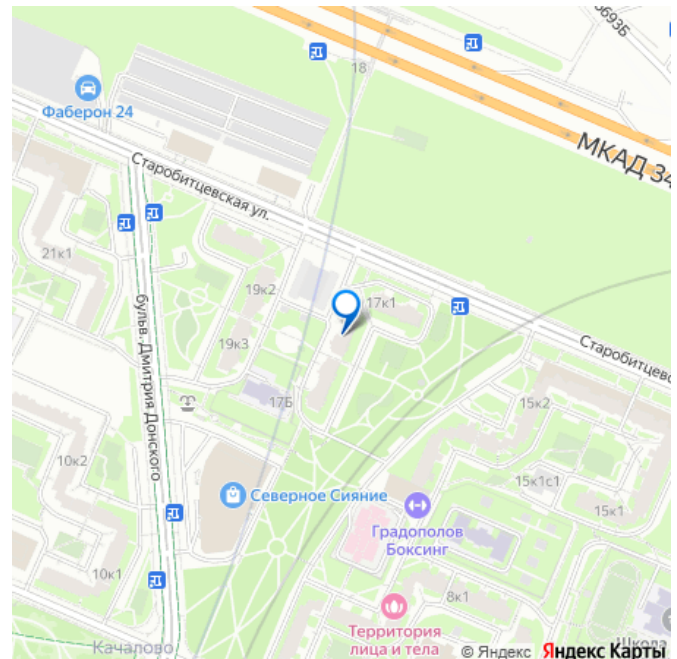 6693Б
18
Фаберон 24
МКАД 34
Старобитцевская ул.
21к1
19к2
17к1
бульв. Дмитрия Донского
19к3
Старобитцевс
17Б
15к2
10к2
15к1с1
Северное Сияние
15к1
Градополов
Боксинг
10к1
8к1
Качалово
Территория
лица и тела
Школа
© Яндекс Яндекс Карты